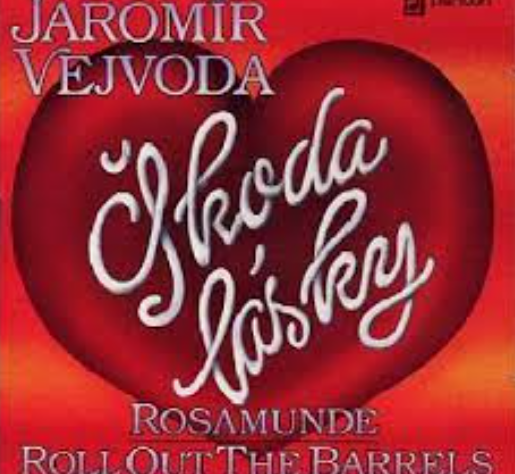 JAROMIR
VEJVODA
Škoda
lásky
ROSAMUNDE
ROLL OUT THE BARRELS